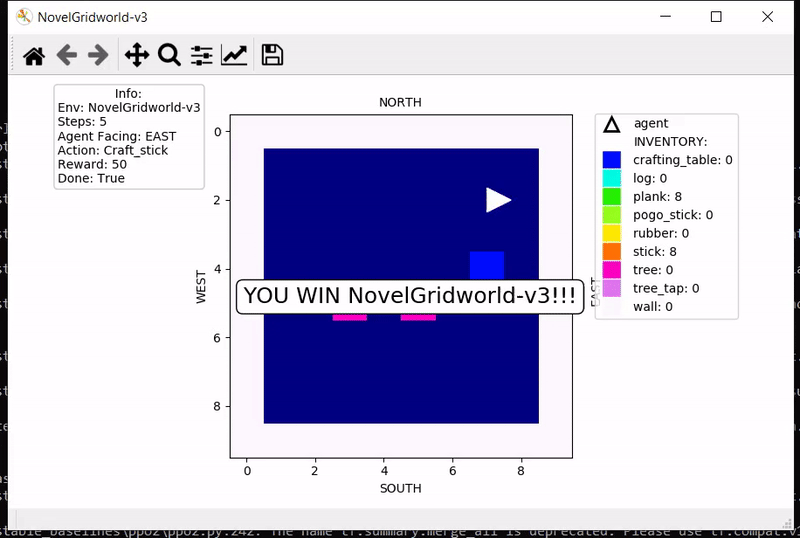 NovelGridworld-v3
Info:
Env: NovelGridworld-v3
Steps: 5
Agent Facing: EAST
Action: Craft_stick
Reward: 50
Done: True
NORTH
0
2
4
6
8
WEST
YOU WIN NovelGridworld-v3!!!
EAST
0
2
4
6
8
SOUTH
agent
INVENTORY:
crafting_table: 0
log: 0
plank: 8
pogo_stick: 0
rubber: 0
stick: 8
tree: 0
tree_tap: 0
wall: 0
stable_baselines\ppo2\ppo2.py:242: The name tf.summary.merge_all is deprecated. Please use tf.compat.v